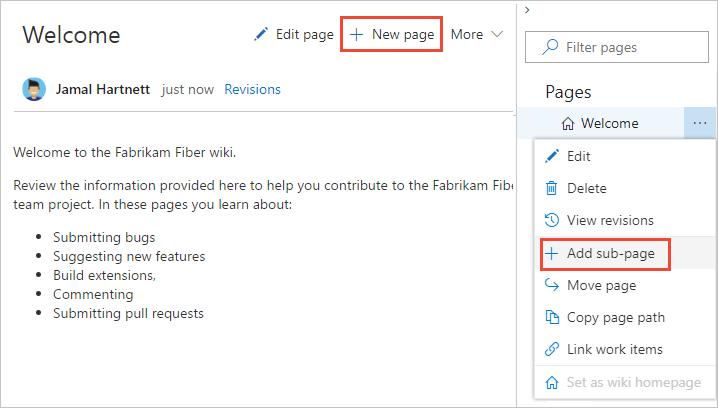 Welcome
Edit page
New page
More
Jamal Hartnett just now Revisions
Welcome to the Fabrikam Fiber wiki.
Review the information provided here to help you contribute to the Fabrikam Fibe
team project. In these pages you learn about:
• Submitting bugs
• Suggesting new features
• Build extensions,
• Commenting
• Submitting pull requests
Filter pages
Pages
Welcome
Edit
Delete
View revisions
Add sub-page
Move page
Copy page path
Link work items
Set as wiki homepage